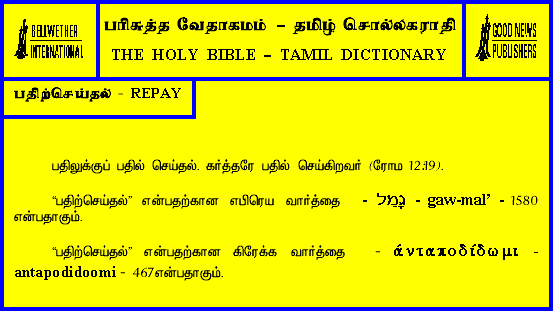 BELLWETHER
INTERNATIONAL
பரிசுத்த வேதாகமம் – தமிழ் சொல்லகராதி
THE HOLY BIBLE – TAMIL DICTIONARY
GOOD NEWS
PUBLISHERS
பதிற்செய்தல் - REPAY
பதிலுக்குப் பதில் செய்தல். கர்த்தரே பதில் செய்கிறவர் (ரோம 12:19).
“பதிற்செய்தல்” என்பதற்கான எபிரெய வார்த்தை - גָּמַל - gaw-mal’ - 1580
என்பதாகும்.
“பதிற்செய்தல்” என்பதற்கான கிரேக்க வார்த்தை - άνταποδίδωμι -
antapodidoomi - 467என்பதாகும்.